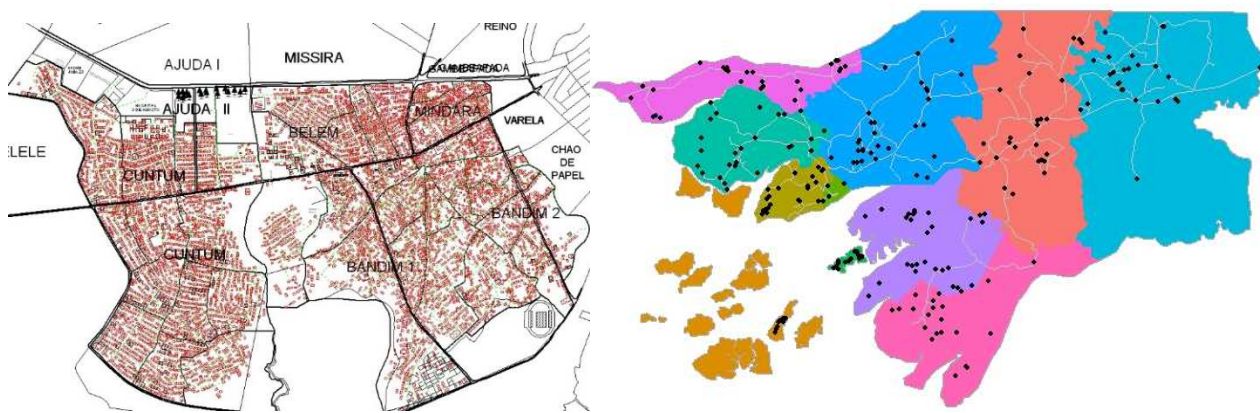 REINO
AJUDA I
MISSIRA
AJUDA II
MINDARA
BELEM
VARELA
ELELE
CHAO
DE
PAPEL
CUNTUM
BANDIM 2
CUNTUM
BANDIM 1